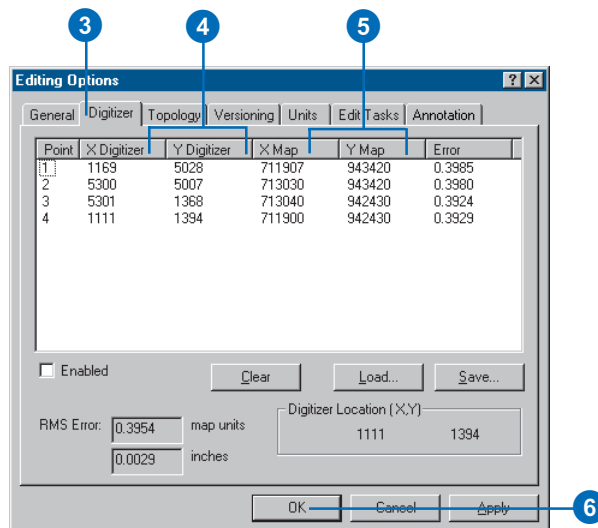 3 4 5
Editing Options
General Digitizer Topology Versioning Units Edit Tasks Annotation
Point X Digitizer Y Digitizer X Map Y Map Error
1 1169 5028 711907 943420 0.3985
2 5300 5007 713030 943420 0.3980
3 5301 1368 713040 942430 0.3924
4 1111 1394 711900 942430 0.3929
Enabled Clear Load... Save...
Digitizer Location (X,Y)
RMS Error: 0.3954 map units 1111 1394
0.0029 inches
OK Cancel Apply 6